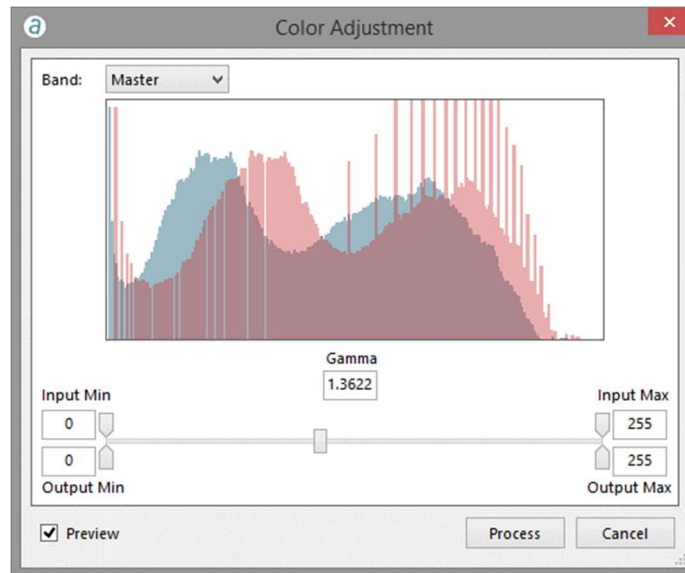 a Color Adjustment x
Band: Master
Gamma
1.3622
Input Min Input Max
0 255
0 255
Output Min Output Max
Preview Process Cancel